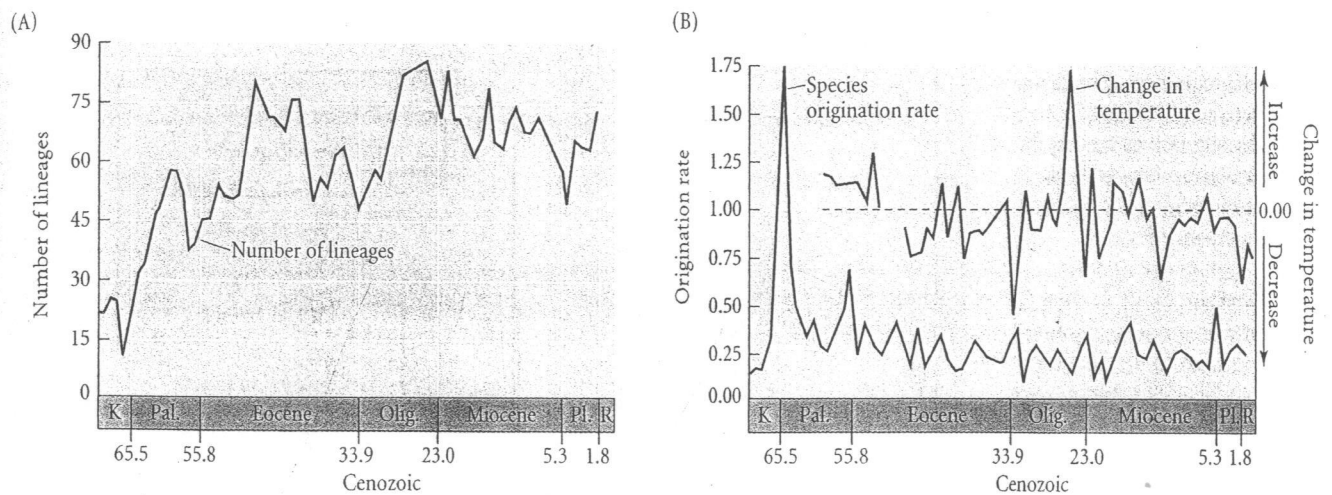 (A)
90
75
60
45
30
15
0
Number of lineages
Number of lineages
K Pal. Eocene Olig. Miocene Pl. R
65.5 55.8 33.9 23.0 5.3 1.8
Cenozoic
(B)
1.75
1.50
1.25
1.00
0.75
0.50
0.25
0.00
Origination rate
Species
origination rate
Change in
temperature
Increase
0.00
Decrease
Change in temperature
K Pal. Eocene Olig. Miocene Pl. R
65.5 55.8 33.9 23.0 5.3 1.8
Cenozoic